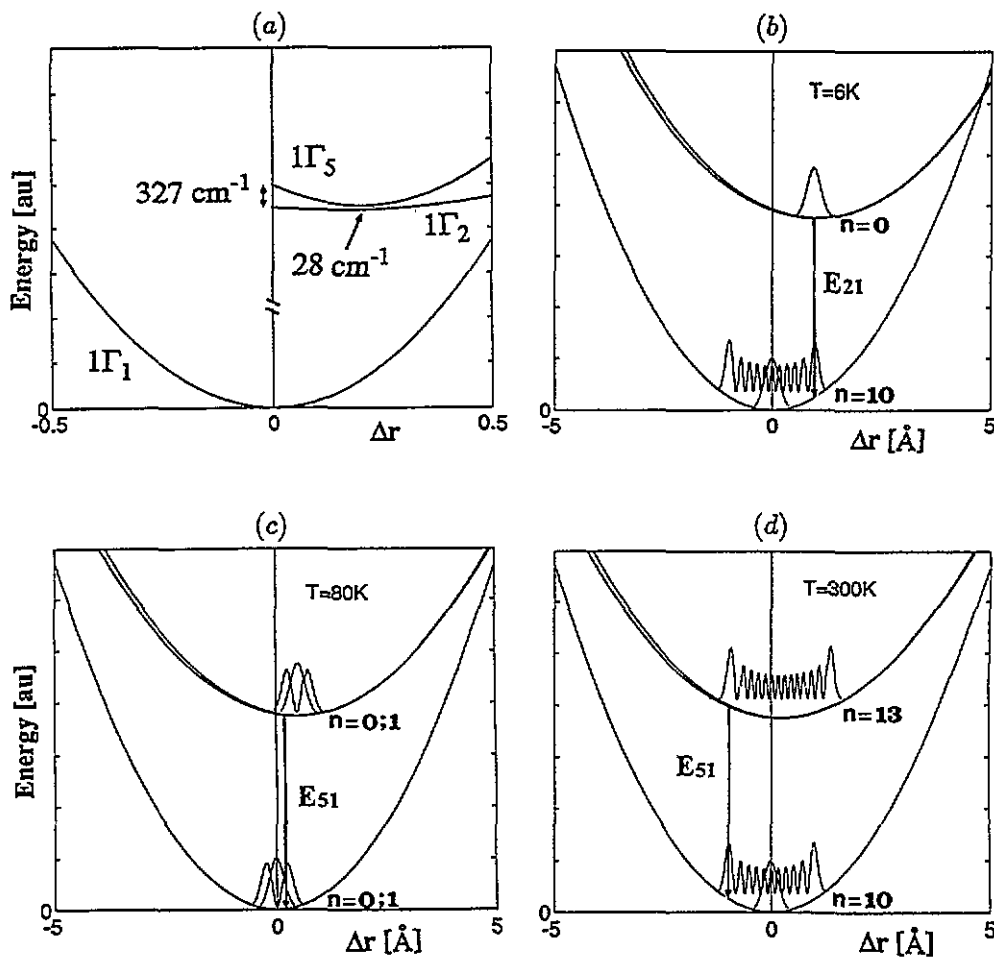 (a)
Energy [au]
1Γ5
327 cm-1
1Γ2
28 cm-1
1Γ1
0
-0.5
0
Δr
0.5
(b)
T=6K
n=0
E21
n=10
0
-5
0
Δr [Å]
5
(c)
Energy [au]
T=80K
n=0;1
E51
n=0;1
0
-5
0
Δr [Å]
5
(d)
T=300K
n=13
E51
n=10
0
-5
0
Δr [Å]
5